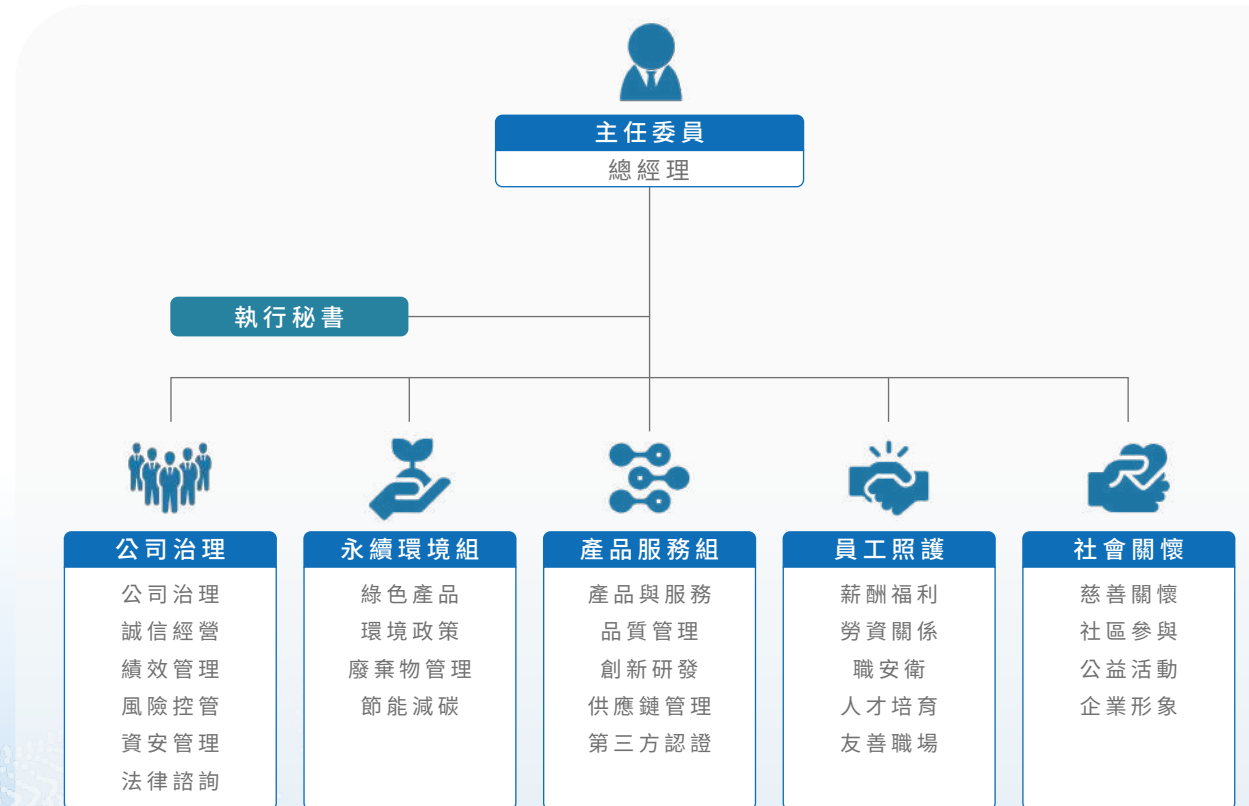 主任委員
總經理
執行秘書
公司治理
公司治理
誠信經營
績效管理
風險控管
資安管理
法律諮詢
永續環境組
綠色產品
環境政策
廢棄物管理
節能減碳
產品服務組
產品與服務
品質管理
創新研發
供應鏈管理
第三方認證
員工照護
薪酬福利
勞資關係
職安衛
人才培育
友善職場
社會關懷
慈善關懷
社區參與
公益活動
企業形象